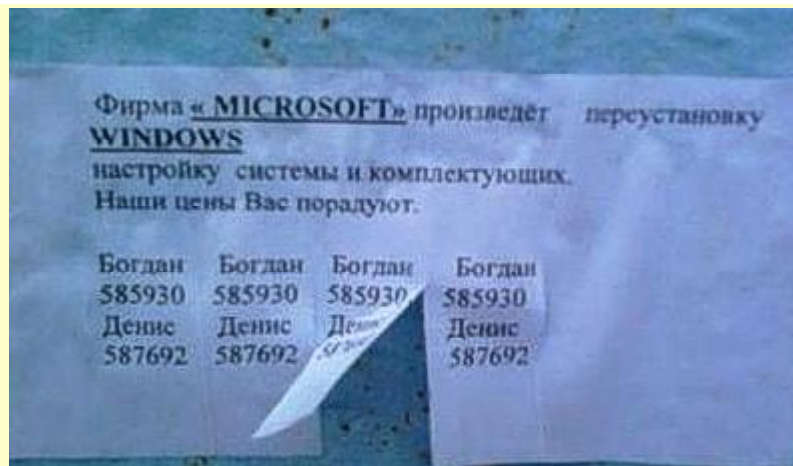 Фирма « MICROSOFT» произведёт переустановку
WINDOWS
настройку системы и комплектующих.
Наши цены Вас порадуют.
Богдан Богдан Богдан Богдан
585930 585930 585930 585930
Денис Денис Денис Денис
587692 587692 587692